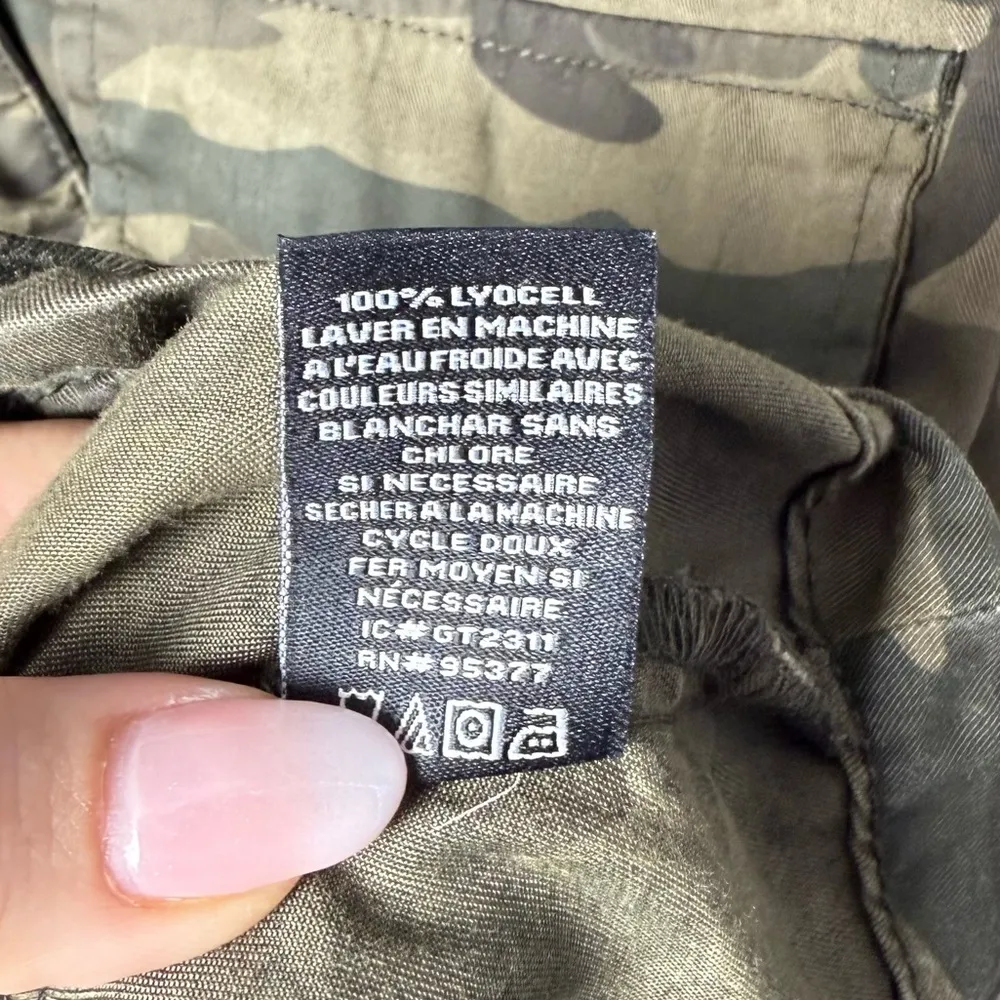 100% LYOCELL
LAVER EN MACHINE
A L'EAU FROIDE AVEC
COULEURS SIMILAIRES
BLANCHAR SANS
CHLORE
SI NECESSAIRE
SECHER A LA MACHINE
CYCLE DOUX
FER MOYEN SI
NÉCESSAIRE
IC# GT2311
RN# 95377